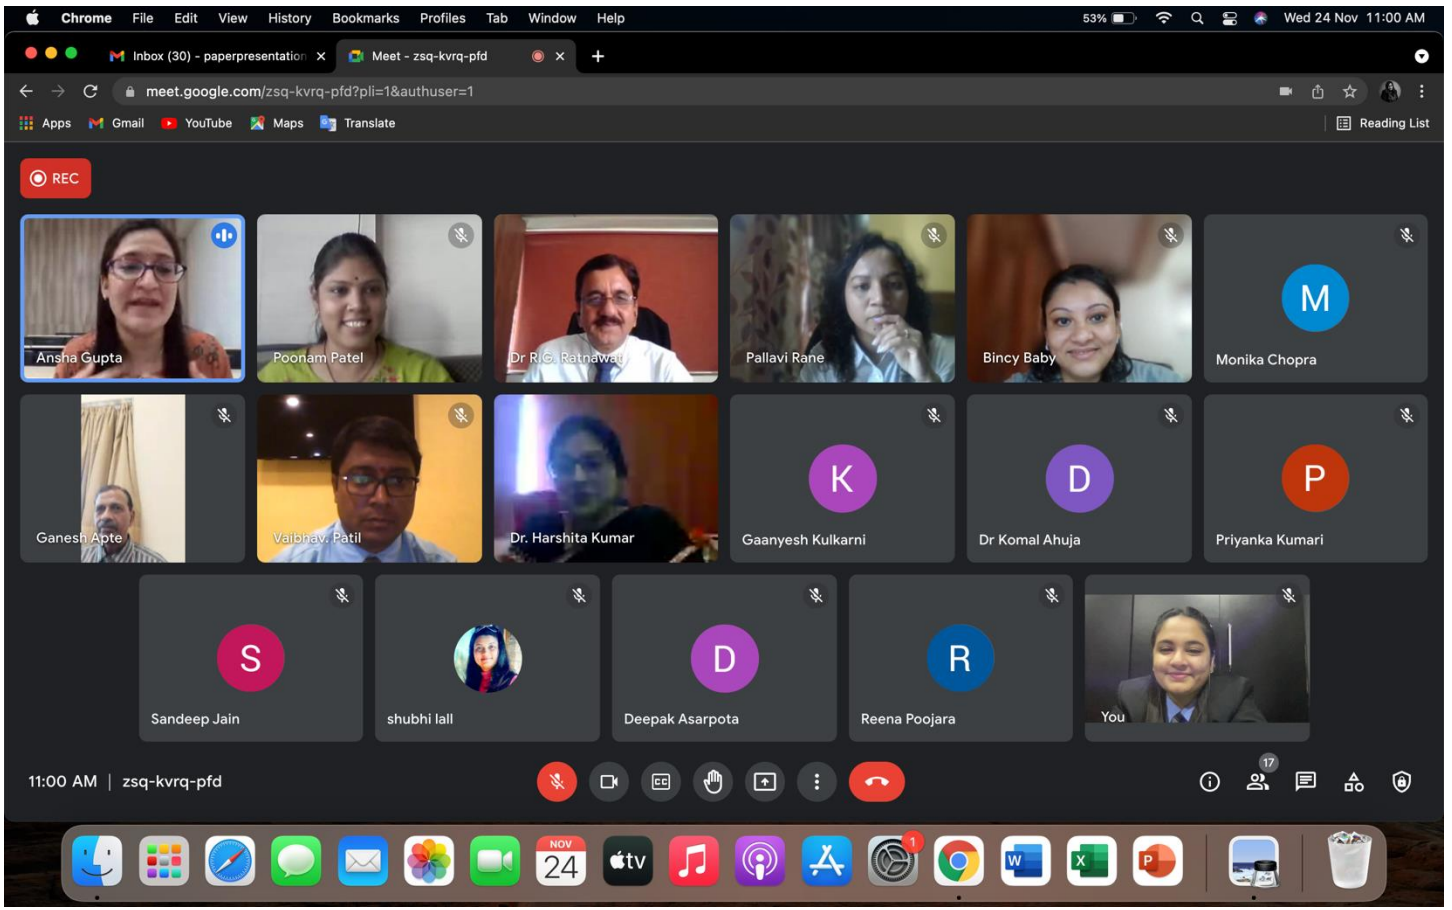 Chrome File Edit View History Bookmarks Profiles Tab Window Help 53% Wed 24 Nov 11:00 AM
Inbox (30) - paperpresentation Meet - zsq-kvrq-pfd
meet.google.com/zsq-kvrq-pfd?pli=1&authuser=1
Apps Gmail YouTube Maps Translate Reading List
REC
Ansha Gupta Poonam Patel Dr R.G. Ratnawat Pallavi Rane Bincy Baby M Monika Chopra
Ganesh Apte Vaibhav. Patil Dr. Harshita Kumar K Gaanyesh Kulkarni D Dr Komal Ahuja P Priyanka Kumari
S Sandeep Jain shubhi lall D Deepak Asarpota R Reena Poojara You
11:00 AM | zsq-kvrq-pfd CC 17
NOV 24 tv 1 W X P